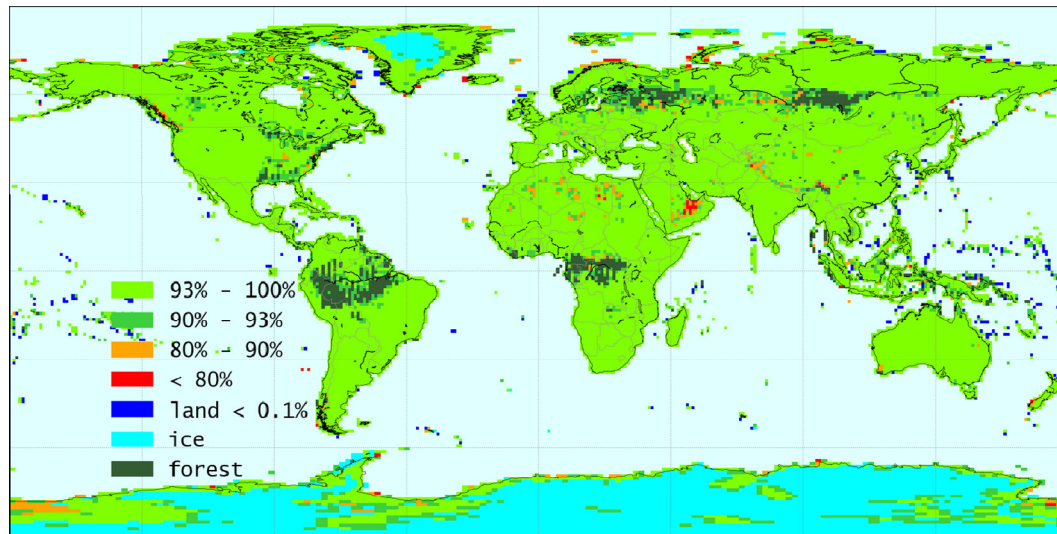 93% - 100%
90% - 93%
80% - 90%
< 80%
land < 0.1%
ice
forest